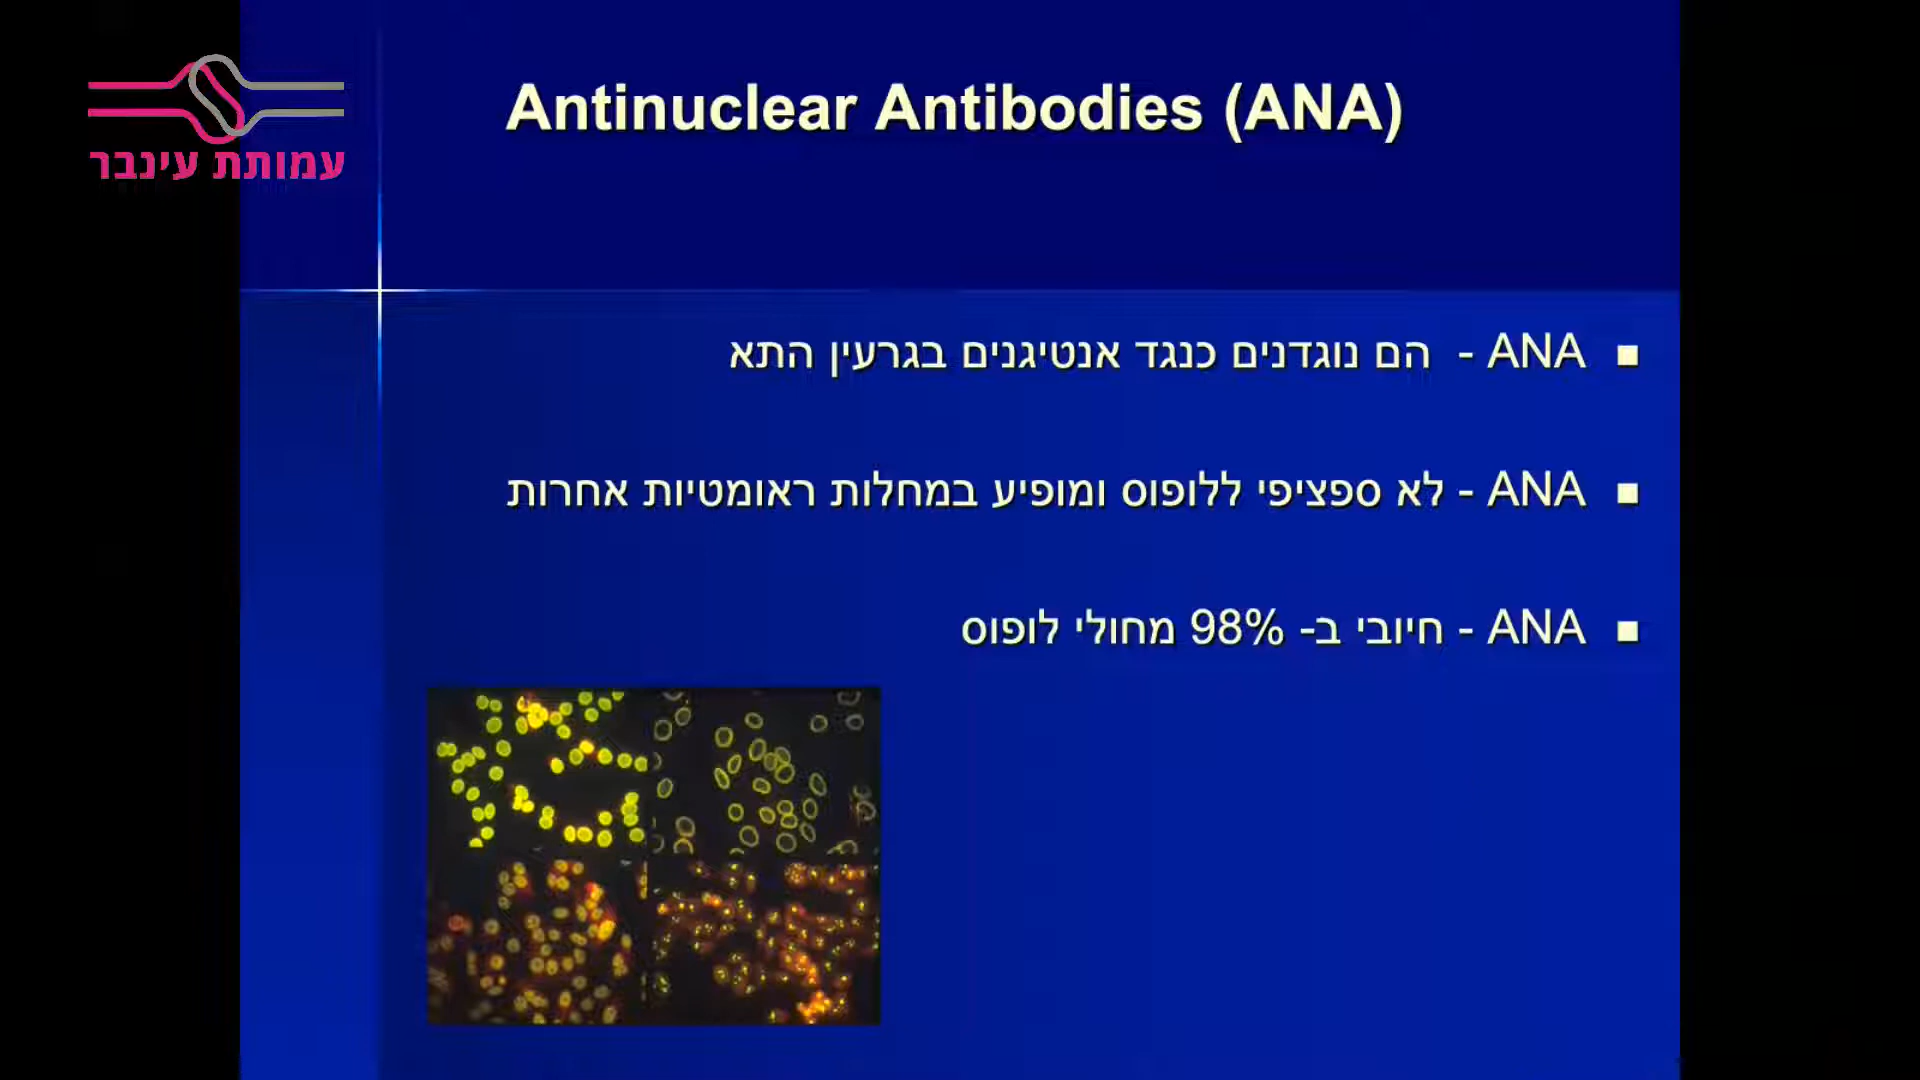 עמותת עינבר
Antinuclear Antibodies (ANA)
ANA - הם נוגדנים כנגד אנטיגנים בגרעין התא
ANA - לא ספציפי ללופוס ומופיע במחלות ראומטיות אחרות
ANA - חיובי ב- 98% מחולי לופוס